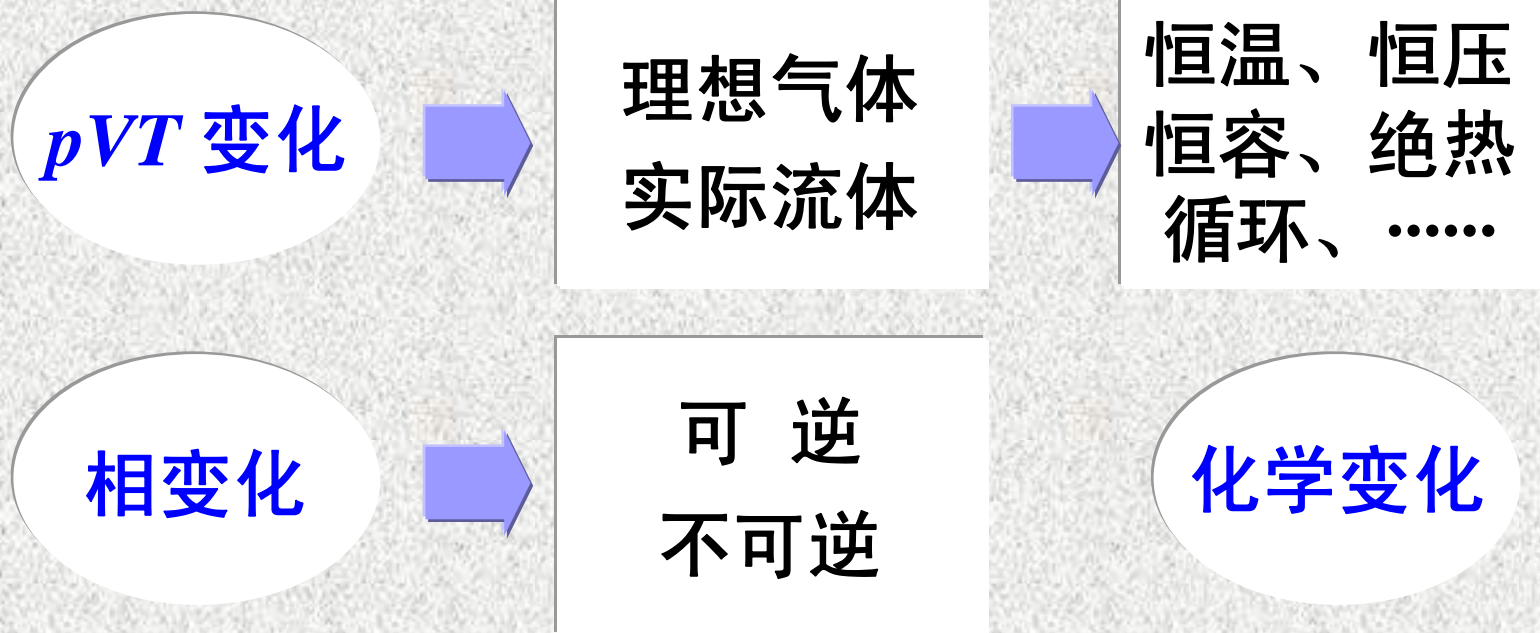 pVT 变化
理想气体
实际流体
恒温、恒压
恒容、绝热
循环、······
相变化
可 逆
不可逆
化学变化